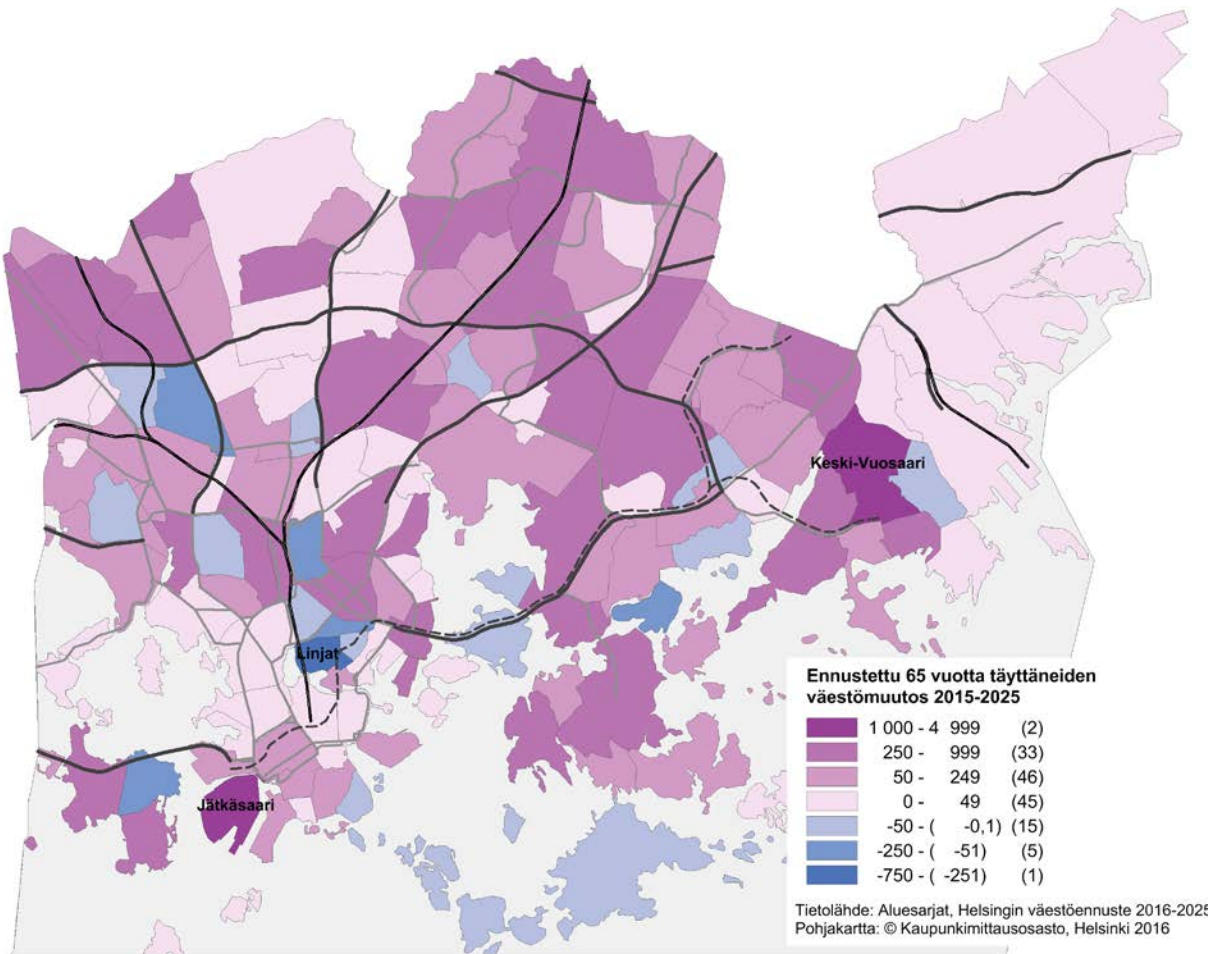 Keski-Vuosaari
Linjat
Jätkäsaari
Ennustettu 65 vuotta täyttäneiden
väestömuutos 2015-2025
1 000 - 4 999 (2)
250 - 999 (33)
50 - 249 (46)
0 - 49 (45)
-50 - ( -0,1) (15)
-250 - ( -51) (5)
-750 - ( -251) (1)
Tietolähde: Aluesarjat, Helsingin väestöennuste 2016-2025
Pohjakartta: © Kaupunkimittausosasto, Helsinki 2016